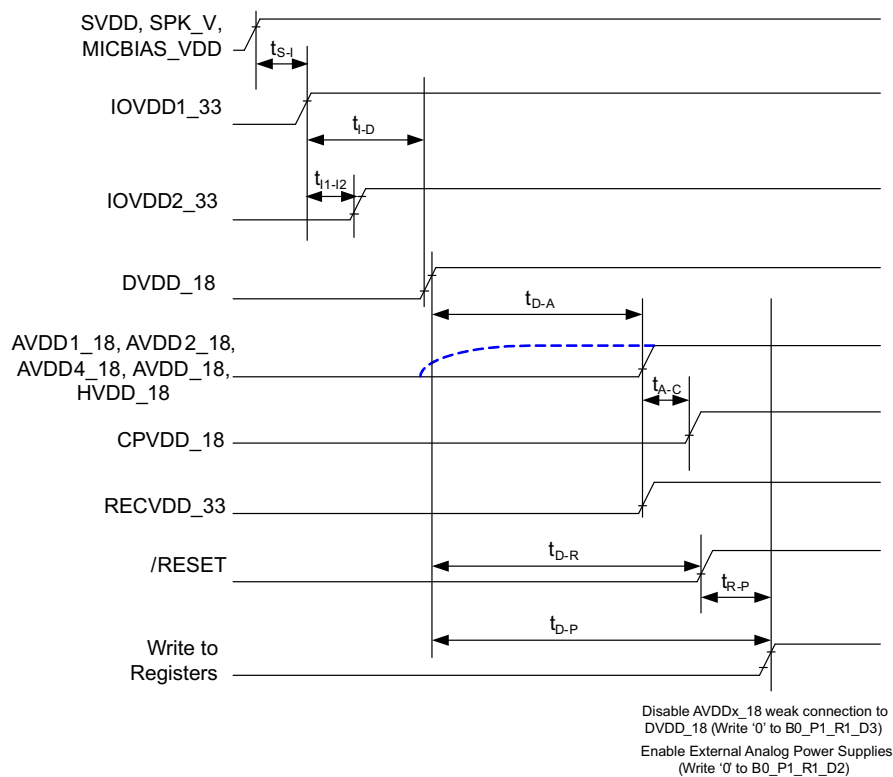 SVDD, SPK_V,
MICBIAS_VDD
tS-I
IOVDD1_33
tI-D
tI1-I2
IOVDD2_33
DVDD_18
tD-A
AVDD1_18, AVDD2_18,
AVDD4_18, AVDD_18,
HVDD_18
tA-C
CPVDD_18
RECVDD_33
tD-R
/RESET
tR-P
tD-P
Write to
Registers
Disable AVDDx_18 weak connection to
DVDD_18 (Write ‘0’ to B0_P1_R1_D3)
Enable External Analog Power Supplies
(Write ‘0’ to B0_P1_R1_D2)